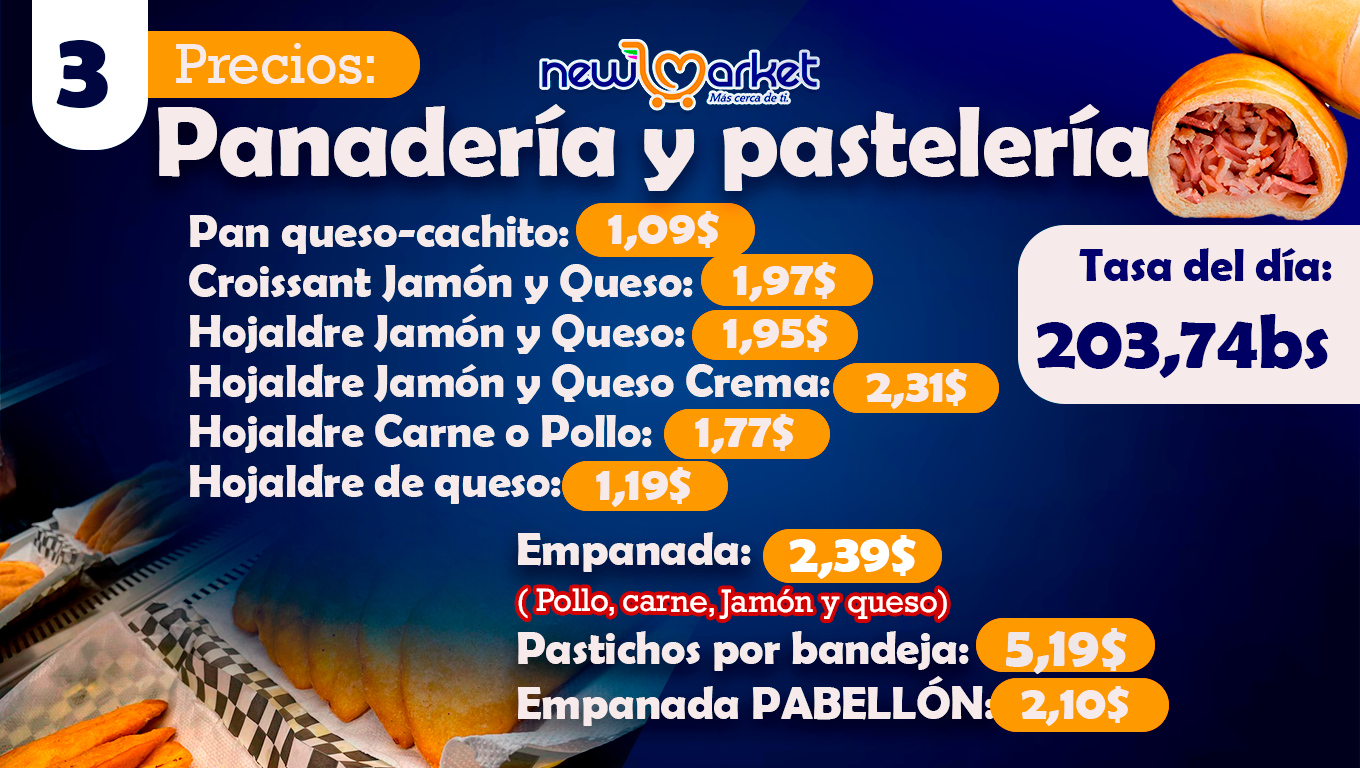 3
Precios:
new market
Más cerca de ti.
Panadería y pastelería
Pan queso-cachito: 1,09$
Croissant Jamón y Queso: 1,97$
Hojaldre Jamón y Queso: 1,95$
Hojaldre Jamón y Queso Crema: 2,31$
Hojaldre Carne o Pollo: 1,77$
Hojaldre de queso: 1,19$
Tasa del día:
203,74bs
Empanada: 2,39$
( Pollo, carne, Jamón y queso)
Pastichos por bandeja: 5,19$
Empanada PABELLÓN: 2,10$